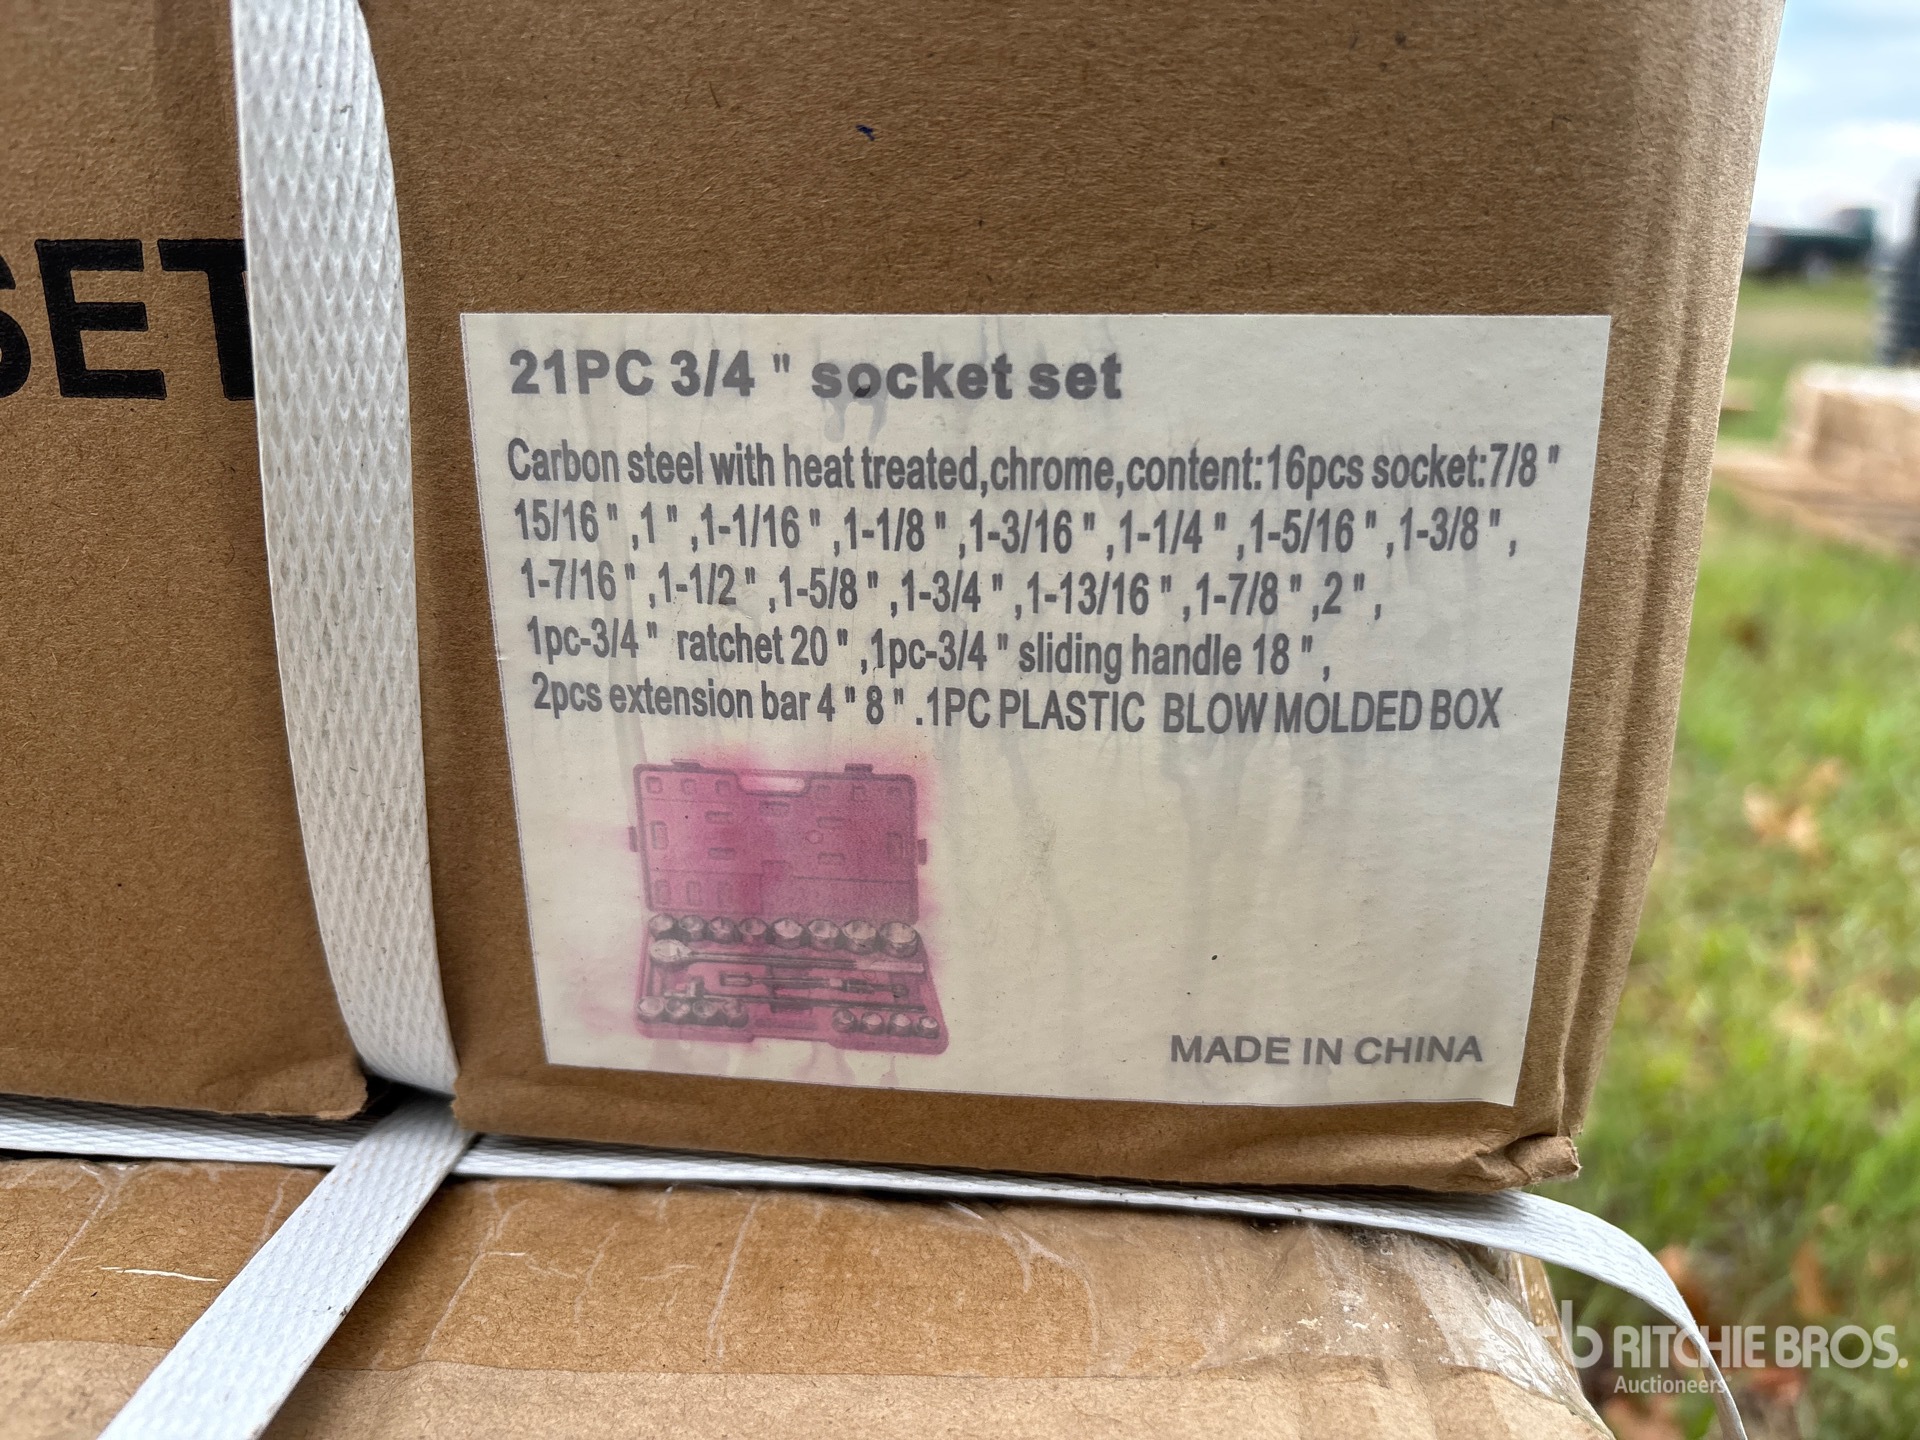 SET
21PC 3/4 " socket set
Carbon steel with heat treated,chrome,content:16pcs socket:7/8 "
15/16 " ,1 " ,1-1/16 " ,1-1/8 " ,1-3/16 " ,1-1/4 " ,1-5/16 " ,1-3/8 " ,
1-7/16 " ,1-1/2 " ,1-5/8 " ,1-3/4 " ,1-13/16 " ,1-7/8 " ,2 " ,
1pc-3/4 " ratchet 20 " ,1pc-3/4 " sliding handle 18 " ,
2pcs extension bar 4 " 8 " .1PC PLASTIC BLOW MOLDED BOX
MADE IN CHINA
rb RITCHIE BROS.
Auctioneers